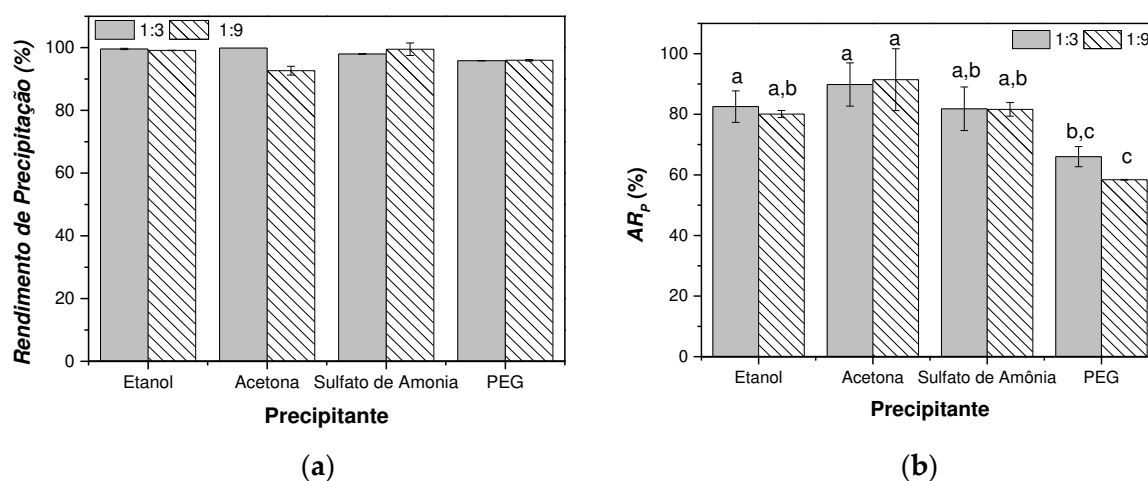 1:3 1:9
Rendimento de Precipitação (%)
100
80
60
40
20
0
Etanol Acetona Sulfato de Amonia PEG
Precipitante
(a)
1:3 1:9
AR_P (%)
100
80
60
40
20
0
a a,b a a a,b a,b b,c c
Etanol Acetona Sulfato de Amônia PEG
Precipitante
(b)